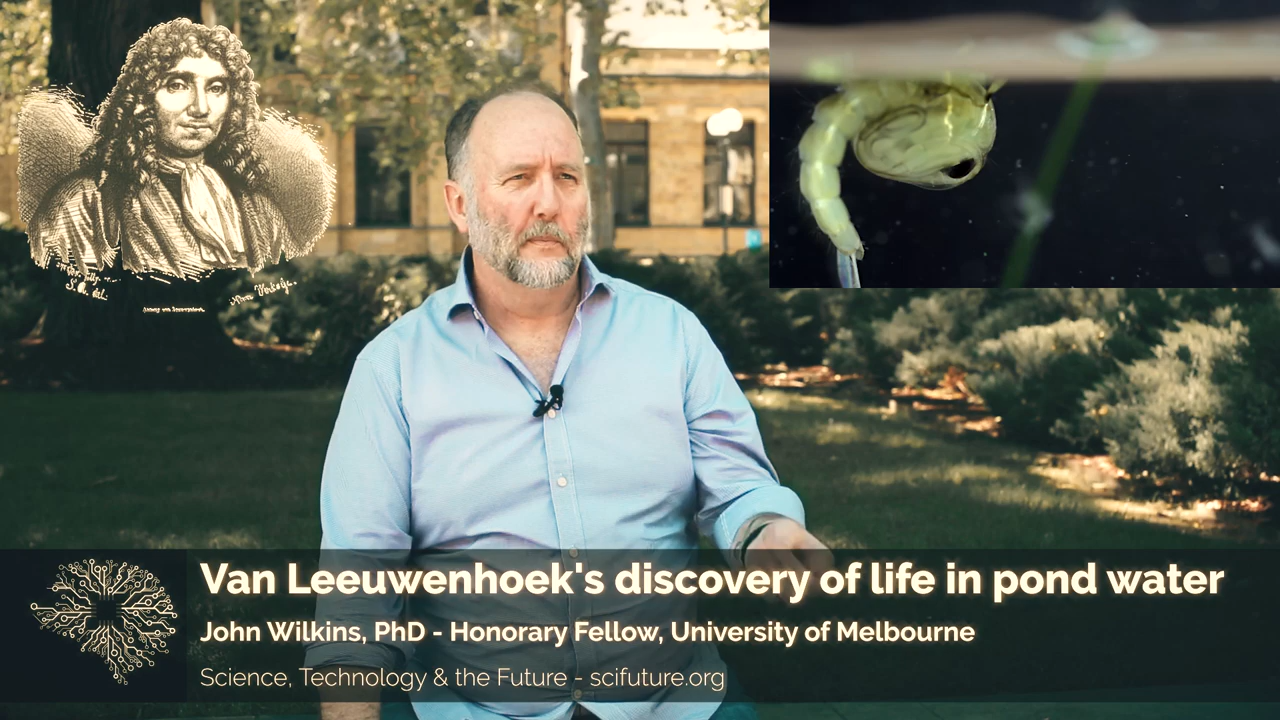 Van Leeuwenhoek's discovery of life in pond water
John Wilkins, PhD - Honorary Fellow, University of Melbourne
Science, Technology & the Future - scifuture.org